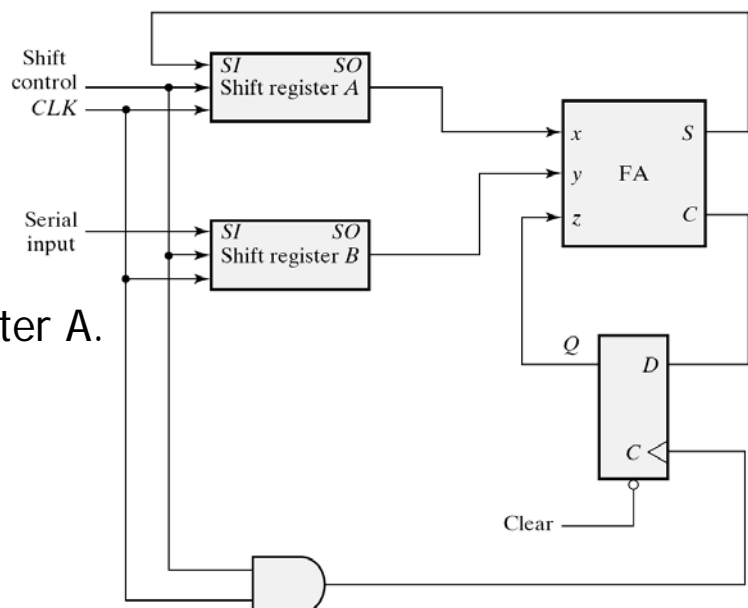 Shift
control
CLK
SI SO
Shift register A
x S
y FA
z C
Serial
input
SI SO
Shift register B
ter A.
Q
D
C
Clear